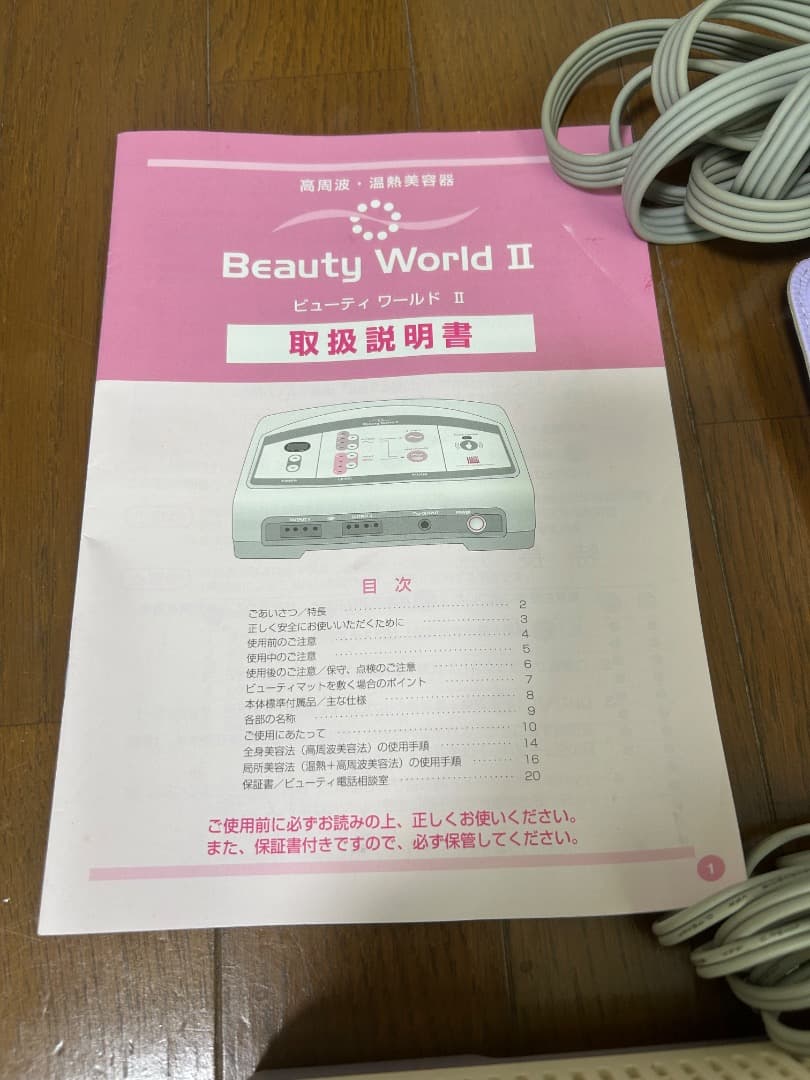 高周波・温熱美容器
Beauty World II
ビューティ ワールド II
取扱説明書
POWER
目 次
ごあいさつ／特長 2
正しく安全にお使いいただくために 3
使用前のご注意 4
使用中のご注意 5
使用後のご注意／保守、点検のご注意 6
ビューティマットを敷く場合のポイント 7
本体標準付属品／主な仕様 8
各部の名称 9
ご使用にあたって 10
全身美容法（高周波美容法）の使用手順 14
局所美容法（温熱＋高周波美容法）の使用手順 16
保証書／ビューティ電話相談室 20
ご使用前に必ずお読みの上、正しくお使いください。
また、保証書付きですので、必ず保管してください。
1